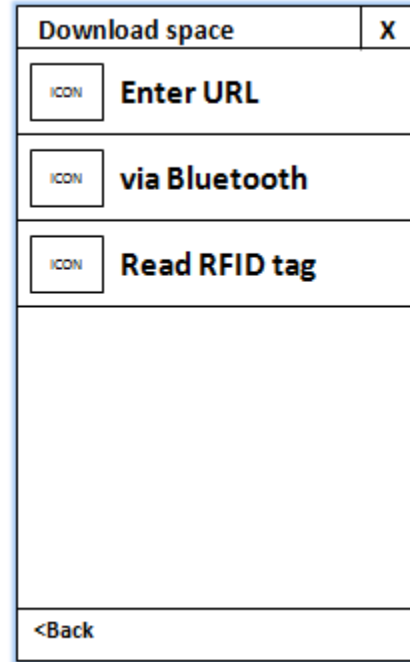 Download space X
ICON Enter URL
ICON via Bluetooth
ICON Read RFID tag
<Back